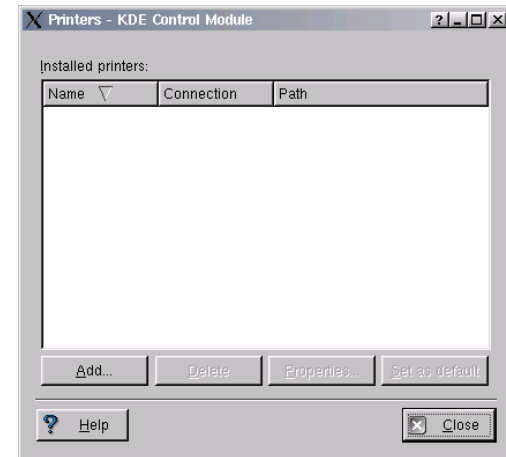 Printers - KDE Control Module
Installed printers:
Name Connection Path
Add... Delete Properties... Set as default
Help Close